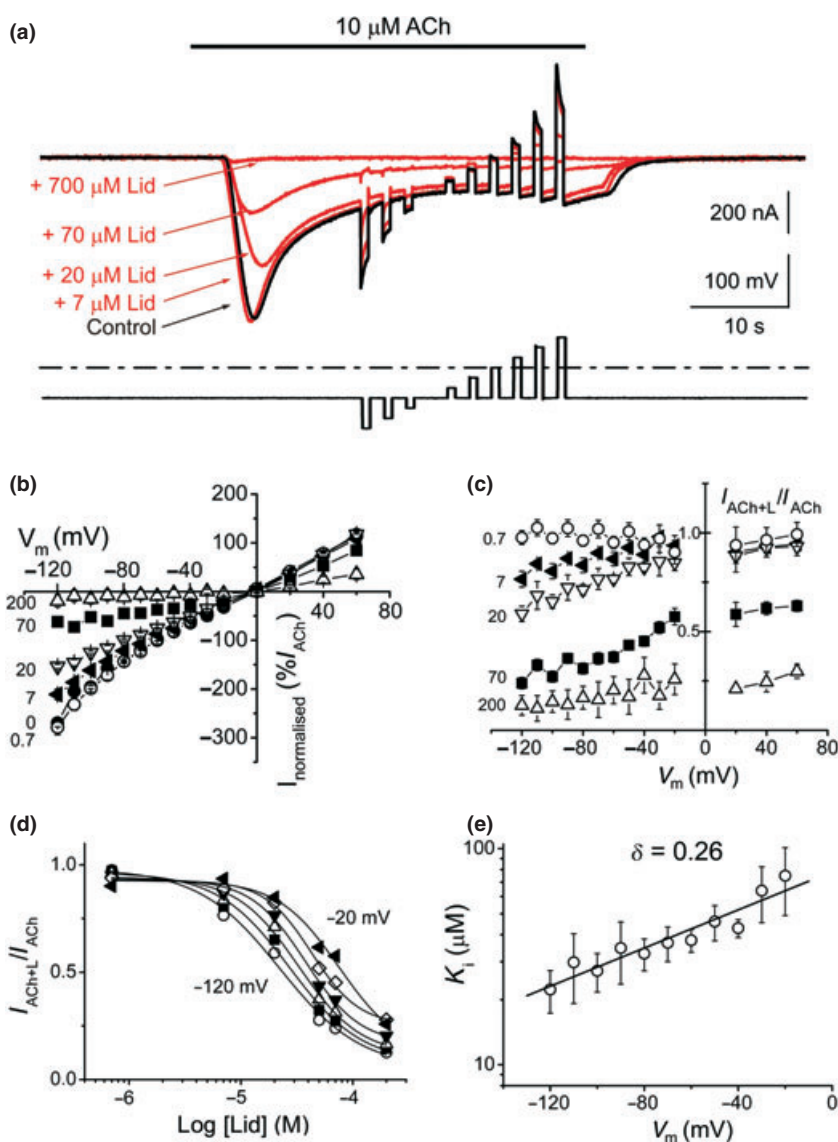 (a)
10 μM ACh
+ 700 μM Lid
+ 70 μM Lid
+ 20 μM Lid
+ 7 μM Lid
Control
200 nA
100 mV
10 s
(b)
V_m (mV)
−120 −80 −40
200
100
40 80
−100
−200
−300
200
70
20
7
0
0.7
I_normalised (%I_ACh)
(c)
I_ACh+L/I_ACh
1.0
0.5
0.7
7
20
70
200
−120 −80 −40 0 40 80
V_m (mV)
(d)
I_ACh+L/I_ACh
1.0
0.5
0.0
−20 mV
−120 mV
−6 −5 −4
Log [Lid] (M)
(e)
δ = 0.26
K_i (μM)
100
10
−120 −80 −40 0
V_m (mV)